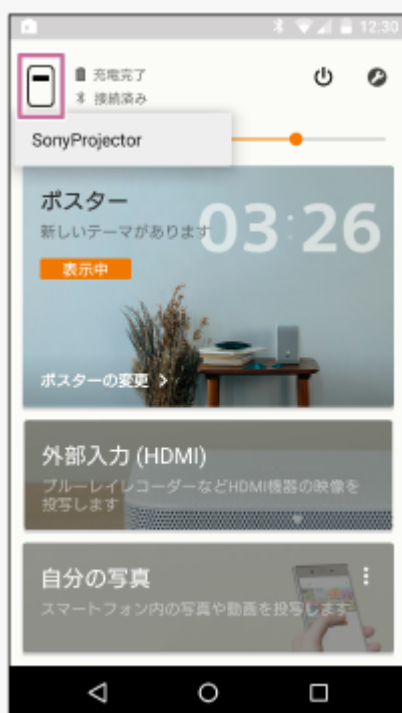 12:30
充電完了
接続済み
SonyProjector
ポスター
新しいテーマがあります
03:26
表示中
ポスターの変更 >
外部入力 (HDMI)
ブルーレイレコーダーなどHDMI機器の映像を
投写します
自分の写真
スマートフォン内の写真や動画を投写します